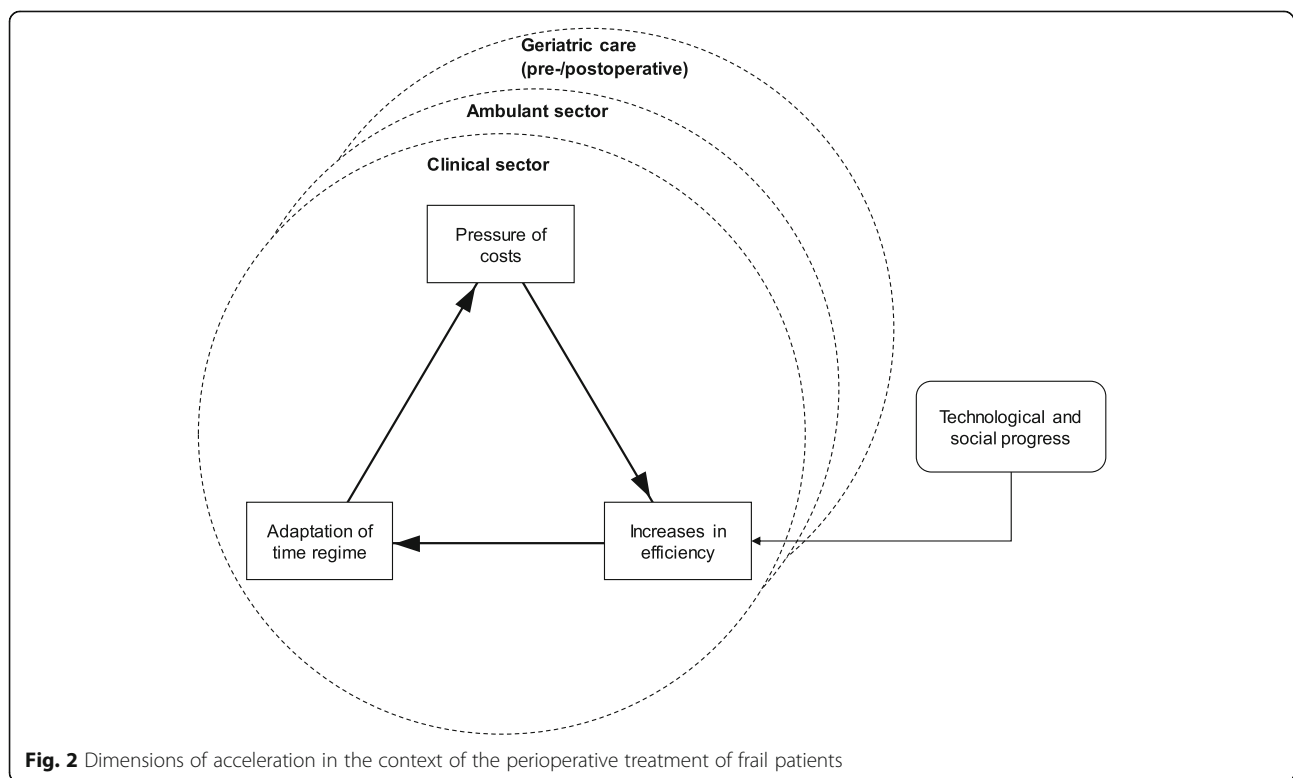 Geriatric care
(pre-/postoperative)
Ambulant sector
Clinical sector
Pressure of
costs
Technological and
social progress
Adaptation of
time regime
Increases in
efficiency
Fig. 2 Dimensions of acceleration in the context of the perioperative treatment of frail patients